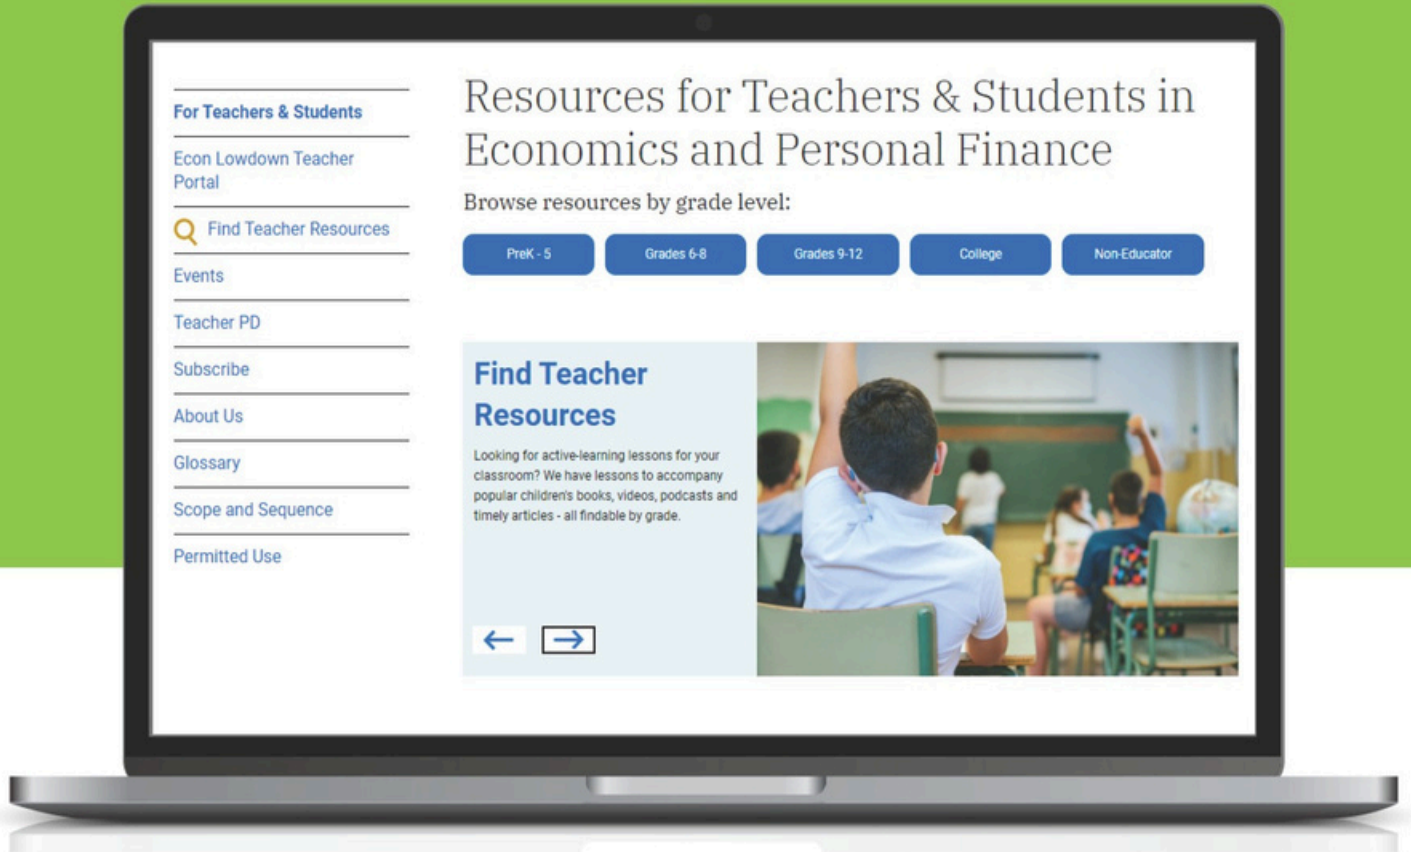 For Teachers & Students
Econ Lowdown Teacher
Portal
Find Teacher Resources
Events
Teacher PD
Subscribe
About Us
Glossary
Scope and Sequence
Permitted Use
Resources for Teachers & Students in
Economics and Personal Finance
Browse resources by grade level:
PreK - 5
Grades 6-8
Grades 9-12
College
Non-Educator
Find Teacher
Resources
Looking for active-learning lessons for your
classroom? We have lessons to accompany
popular children's books, videos, podcasts and
timely articles - all findable by grade.